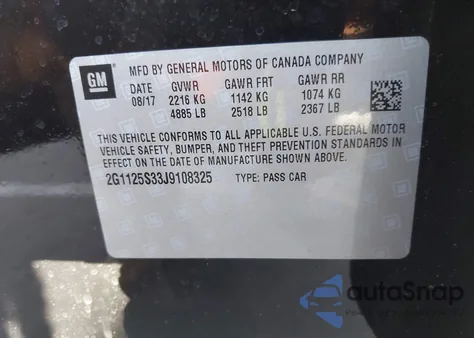 GM
MFD BY GENERAL MOTORS OF CANADA COMPANY
DATE GVWR GAWR FRT GAWR RR
08/17 2216 KG 1142 KG 1074 KG
4885 LB 2518 LB 2367 LB
THIS VEHICLE CONFORMS TO ALL APPLICABLE U.S. FEDERAL MOTOR
VEHICLE SAFETY, BUMPER, AND THEFT PREVENTION STANDARDS IN
EFFECT ON THE DATE OF MANUFACTURE SHOWN ABOVE.
2G1125S33J9108325 TYPE: PASS CAR
autoSnap